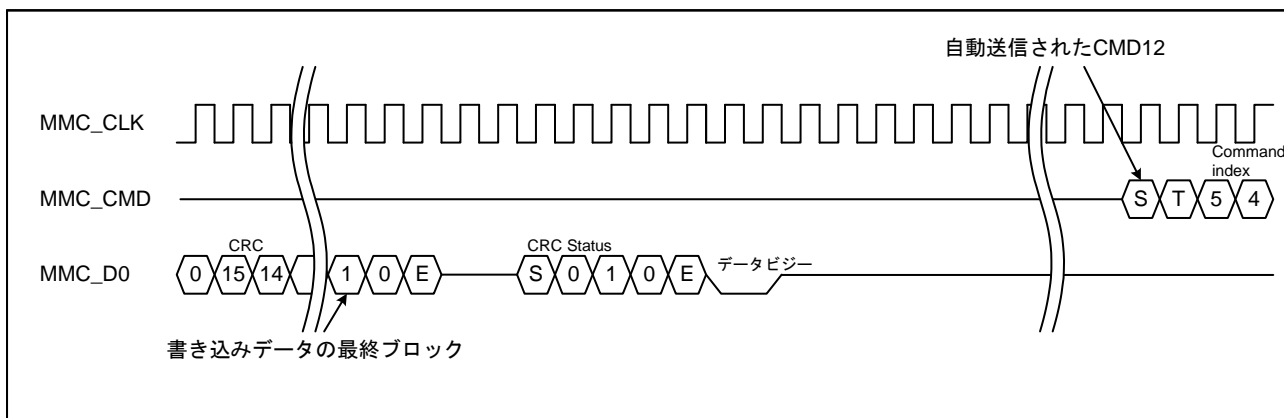 自動送信されたCMD12
MMC_CLK
Command
index
MMC_CMD
S T 5 4
CRC
CRC Status
MMC_D0
0 15 14 1 0 E S 0 1 0 E データビジー
書き込みデータの最終ブロック